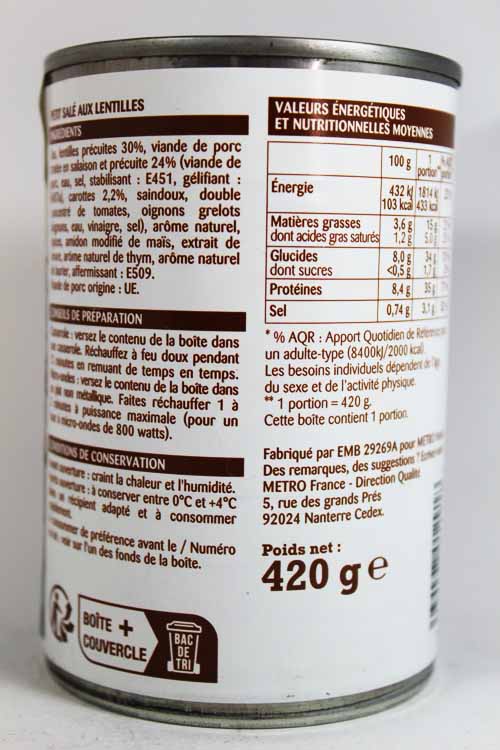 SALÉ AUX LENTILLES
lentilles précuites 30%, viande de porc
en salaison et précuite 24% (viande de
eau, sel, stabilisant : E451, gélifiant :
carottes 2,2%, saindoux, double
de tomates, oignons grelots
eau, vinaigre, sel), arôme naturel,
amidon modifié de maïs, extrait de
arôme naturel de thym, arôme naturel
affermissant : E509.
de porc origine : UE.
DE PRÉPARATION
versez le contenu de la boîte dans
casserole. Réchauffez à feu doux pendant
minutes en remuant de temps en temps.
versez le contenu de la boîte dans
non métallique. Faites réchauffer 1 à
à puissance maximale (pour un
micro-ondes de 800 watts).
DE CONSERVATION
ouverture : craint la chaleur et l'humidité.
ouverture : à conserver entre 0°C et +4°C
récipient adapté et à consommer
de préférence avant le / Numéro
voir sur l'un des fonds de la boîte.
BOÎTE +
COUVERCLE
BAC
DE
TRI
VALEURS ÉNERGÉTIQUES
ET NUTRITIONNELLES MOYENNES
100 g 1
portion**
Énergie 432 kJ 1814 kJ
103 kcal 433 kcal
Matières grasses 3,6 g 15 g
dont acides gras saturés 1,2 g 5,0 g
Glucides 8,0 g 34 g
dont sucres <0,5 g 1,7 g
Protéines 8,4 g 35 g
Sel 0,74 g 3,1 g
* % AQR : Apport Quotidien de Référence
un adulte-type (8400kJ/2000 kcal).
Les besoins individuels dépendent de l'âge,
du sexe et de l'activité physique.
** 1 portion = 420 g.
Cette boîte contient 1 portion.
Fabriqué par EMB 29269A pour METRO
Des remarques, des suggestions ?
METRO France - Direction Qualité
5, rue des grands Prés
92024 Nanterre Cedex.
Poids net :
420 g e